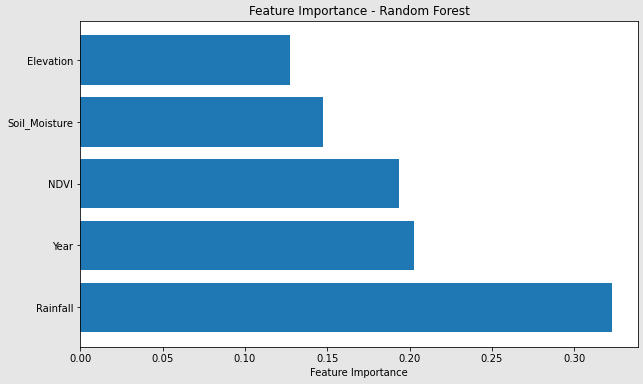 Feature Importance - Random Forest
Elevation
Soil_Moisture
NDVI
Year
Rainfall
0.00 0.05 0.10 0.15 0.20 0.25 0.30
Feature Importance